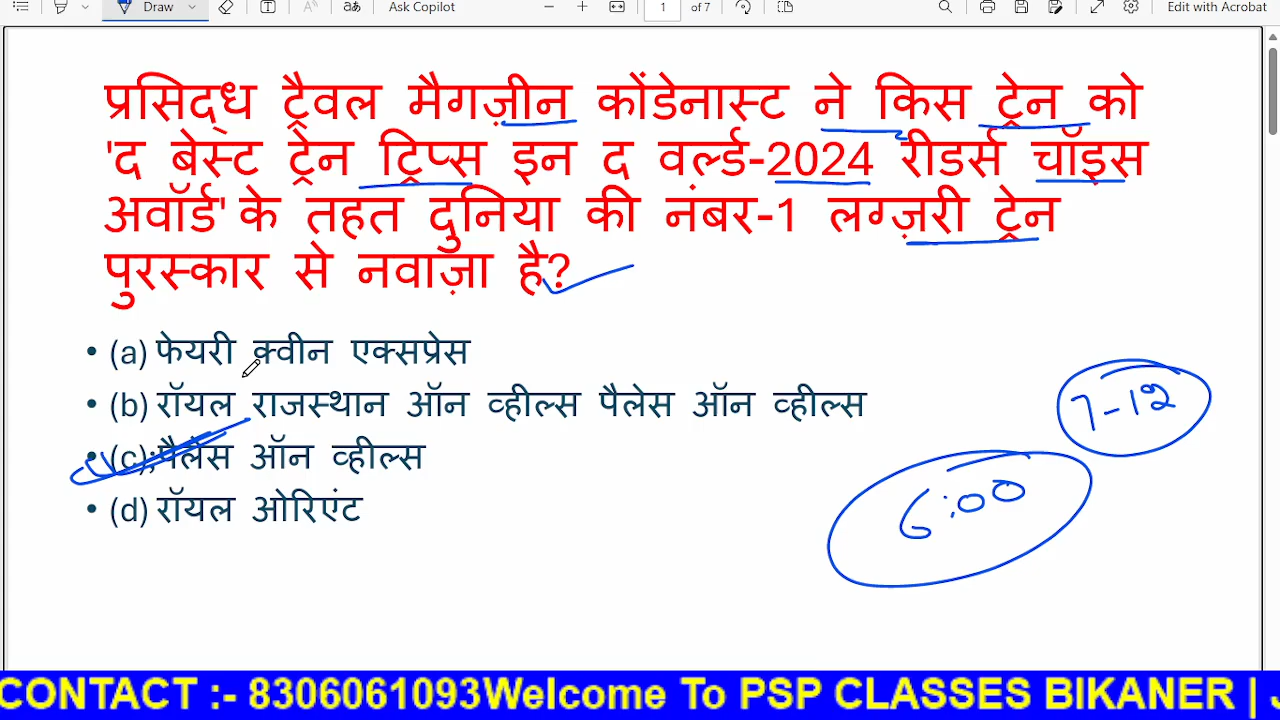 Draw
Ask Copilot
1 of 7
Edit with Acrobat
प्रसिद्ध ट्रैवल मैगज़ीन कोंडेनास्ट ने किस ट्रेन को
'द बेस्ट ट्रेन ट्रिप्स इन द वर्ल्ड-2024 रीडर्स चॉइस
अवॉर्ड' के तहत दुनिया की नंबर-1 लग्ज़री ट्रेन
पुरस्कार से नवाज़ा है?
• (a) फेयरी क्वीन एक्सप्रेस
• (b) रॉयल राजस्थान ऑन व्हील्स पैलेस ऑन व्हील्स
• (c);पैलेस ऑन व्हील्स
• (d) रॉयल ओरिएंट
7-12
6:00
CONTACT :- 8306061093Welcome To PSP CLASSES BIKANER | J